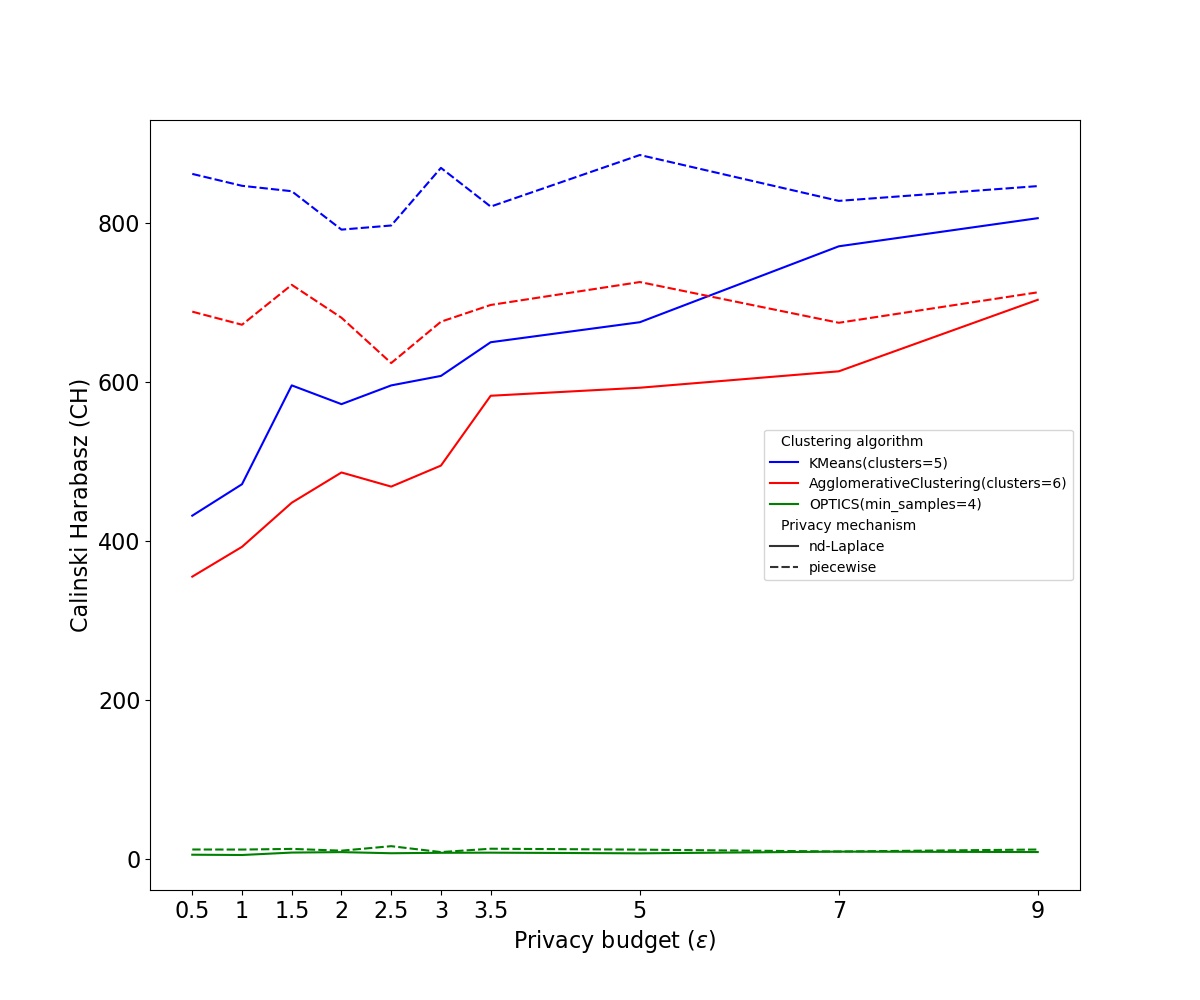 800
600
400
200
0
Calinski Harabasz (CH)
Clustering algorithm
KMeans(clusters=5)
AgglomerativeClustering(clusters=6)
OPTICS(min_samples=4)
Privacy mechanism
nd-Laplace
piecewise
0.5 1 1.5 2 2.5 3 3.5 5 7 9
Privacy budget (ε)